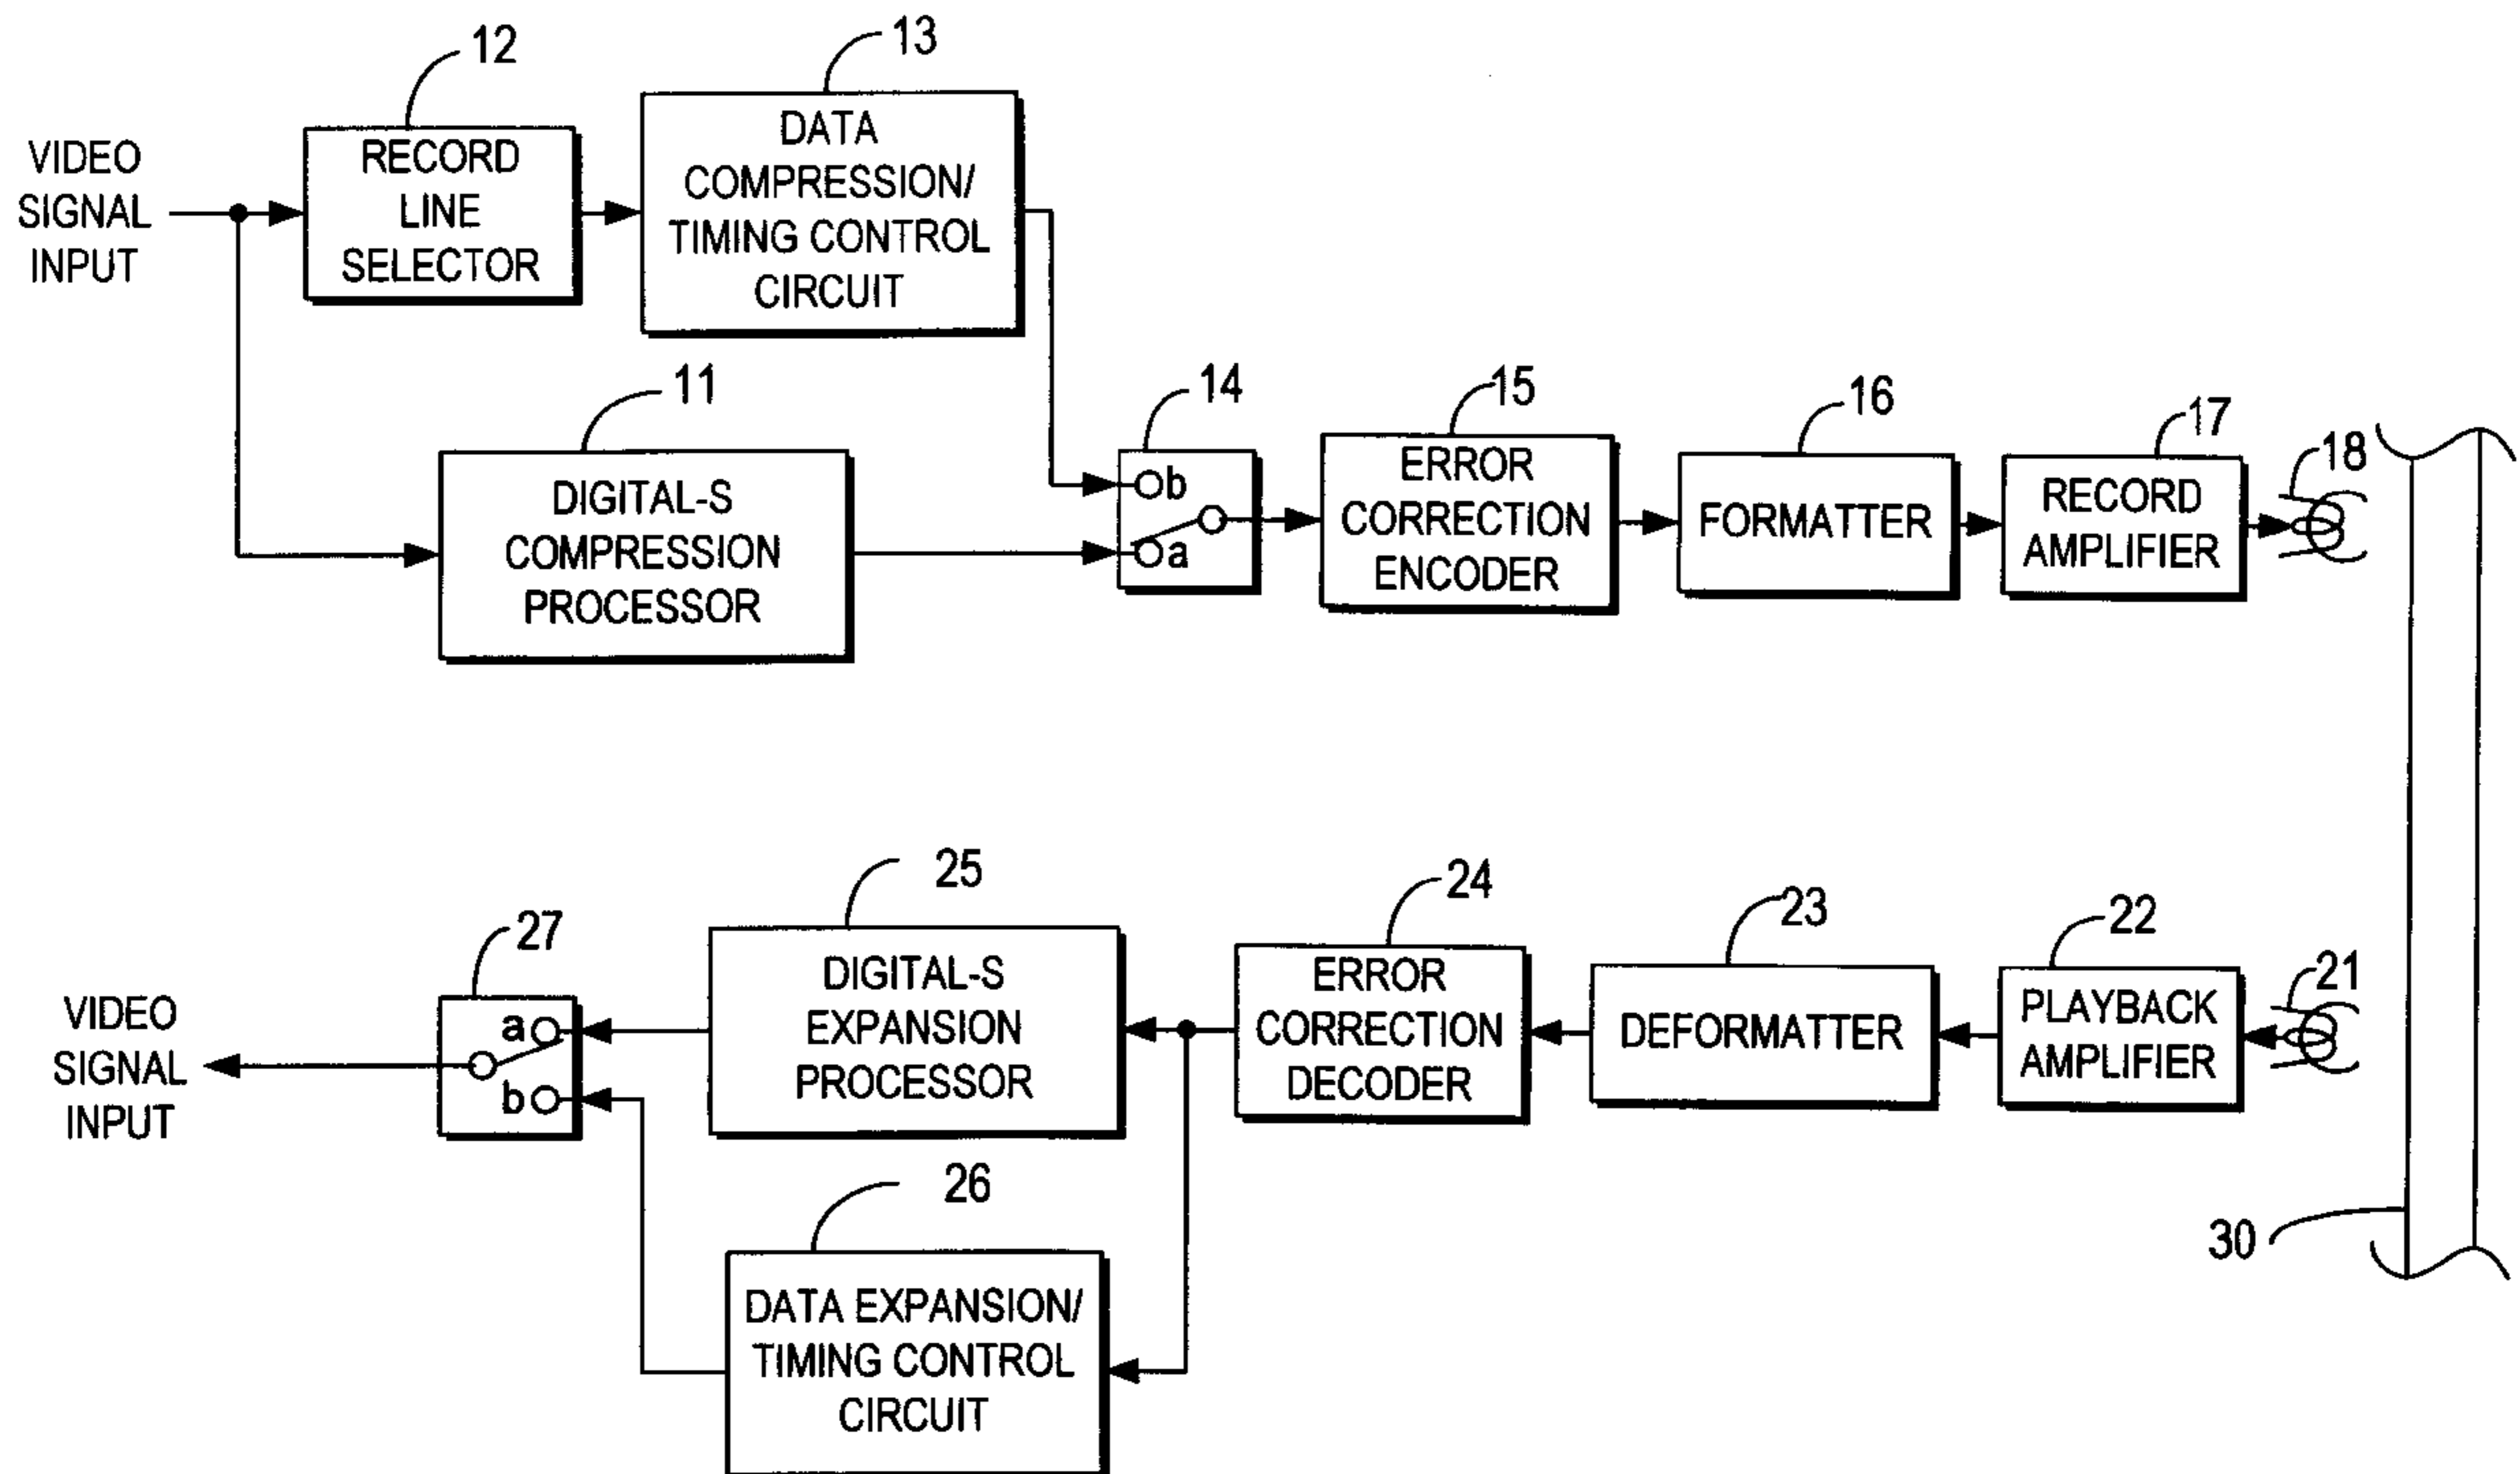 12
13
VIDEO
SIGNAL
INPUT
RECORD
LINE
SELECTOR
DATA
COMPRESSION/
TIMING CONTROL
CIRCUIT
11
14
15
16
17
18
DIGITAL-S
COMPRESSION
PROCESSOR
b
a
ERROR
CORRECTION
ENCODER
FORMATTER
RECORD
AMPLIFIER
27
25
24
23
22
21
VIDEO
SIGNAL
INPUT
a
b
DIGITAL-S
EXPANSION
PROCESSOR
ERROR
CORRECTION
DECODER
DEFORMATTER
PLAYBACK
AMPLIFIER
26
30
DATA EXPANSION/
TIMING CONTROL
CIRCUIT